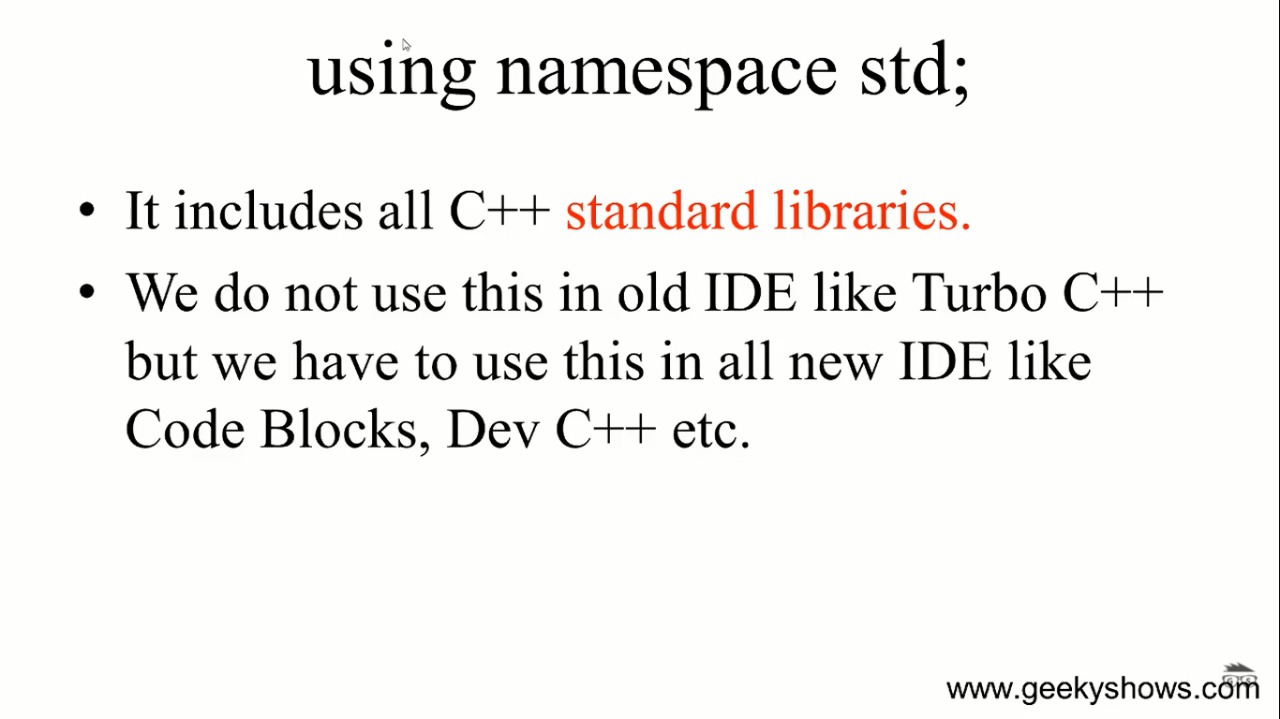 using namespace std;
• It includes all C++ standard libraries.
• We do not use this in old IDE like Turbo C++
but we have to use this in all new IDE like
Code Blocks, Dev C++ etc.
www.geekyshows.com